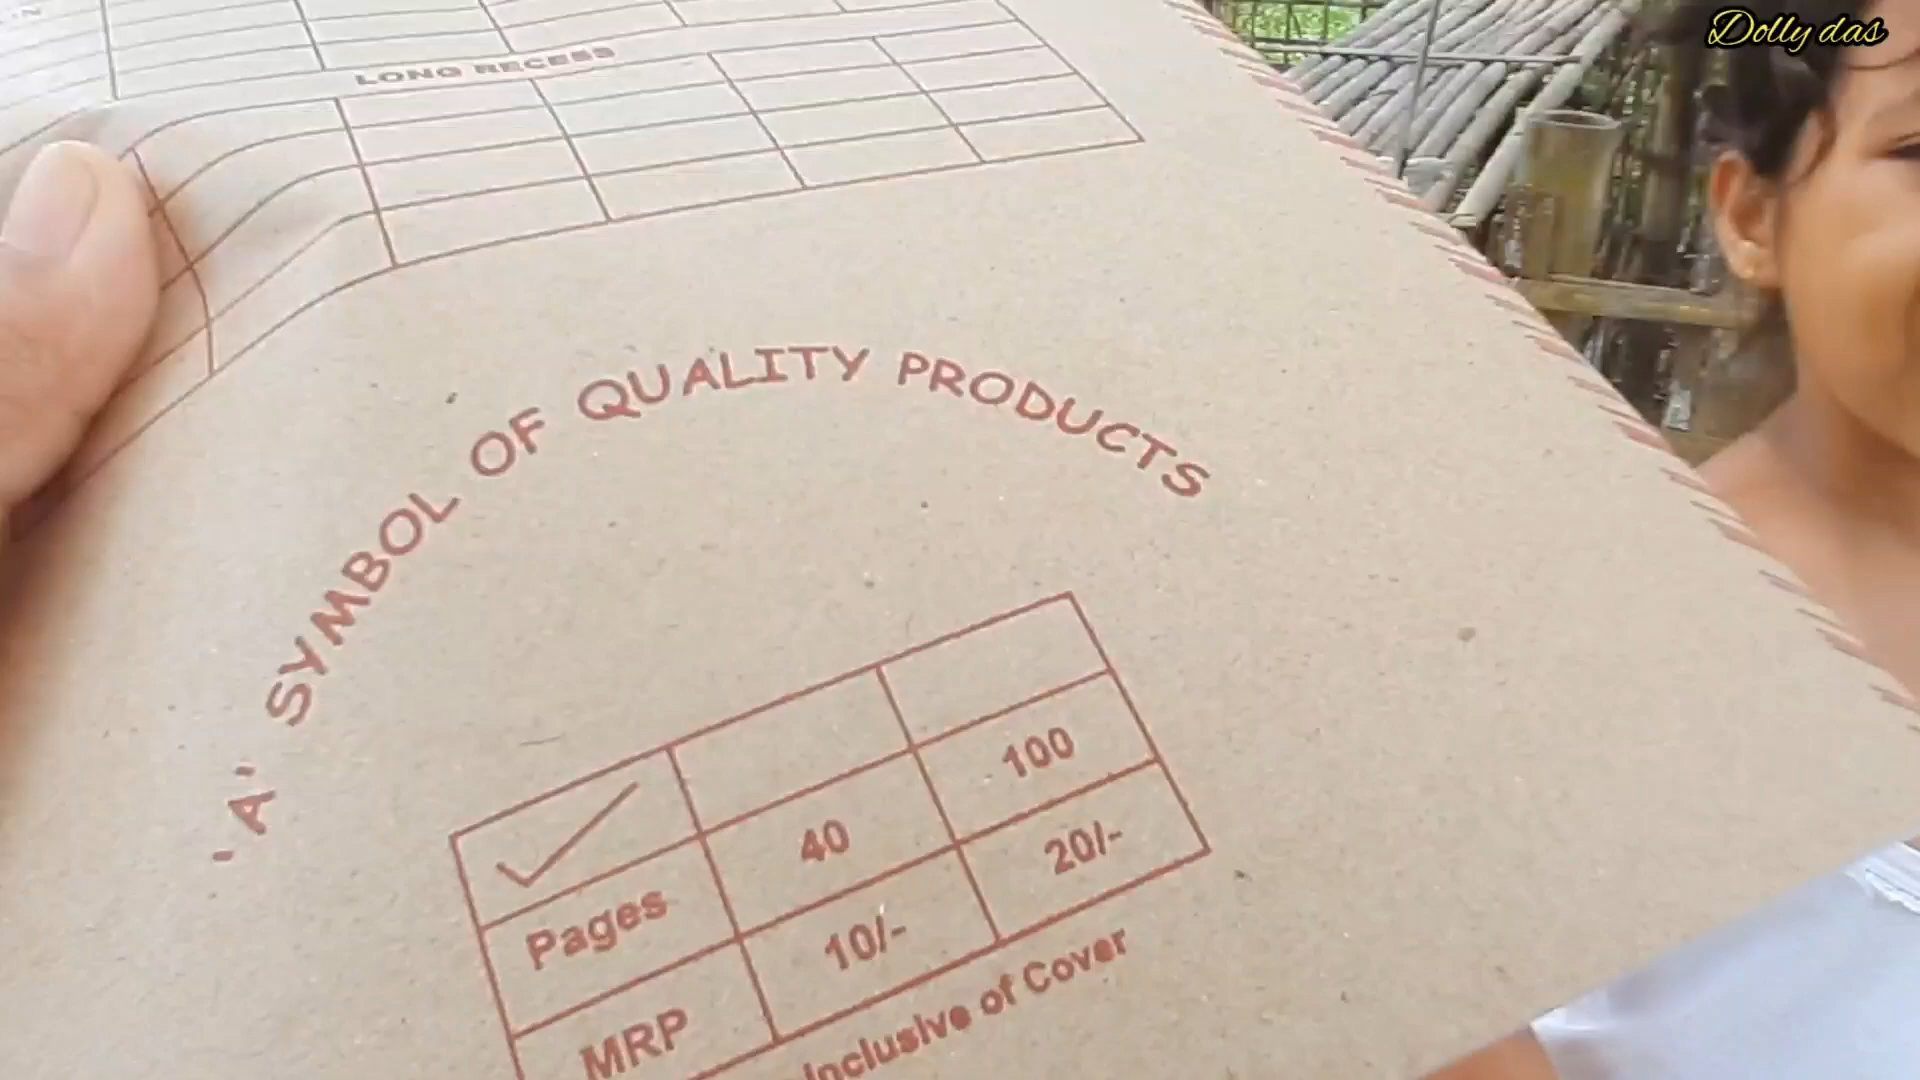 Dolly das
LONG RECESS
'A' SYMBOL OF QUALITY PRODUCTS
Pages 40 100
MRP 10/- 20/-
Inclusive of Cover